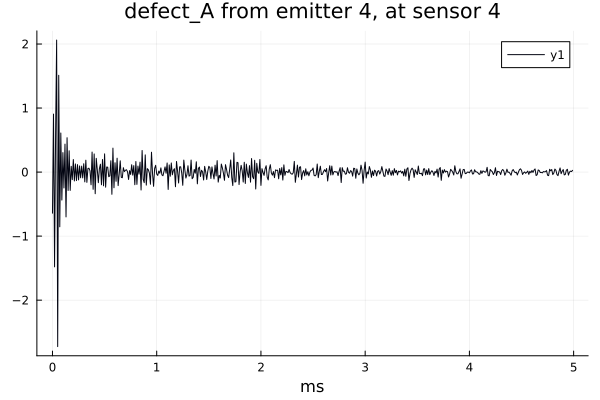 defect_A from emitter 4, at sensor 4
y1
2
1
0
−1
−2
0 1 2 3 4 5
ms